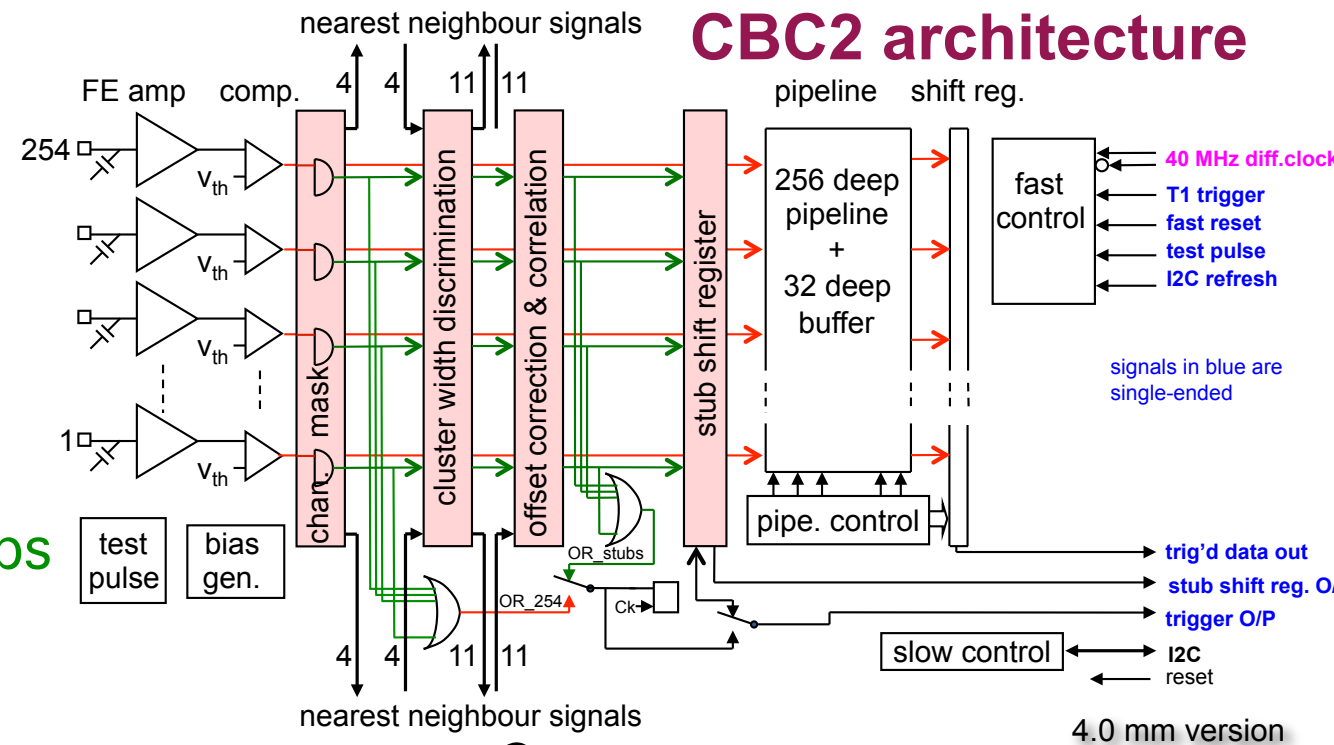 nearest neighbour signals
CBC2 architecture
4 4 11 11
FE amp comp. pipeline shift reg.
254
Vth
Vth
Vth
1
Vth
chan. mask
cluster width discrimination
offset correction & correlation
stub shift register
256 deep
pipeline
+
32 deep
buffer
fast
control
40 MHz diff.clock
T1 trigger
fast reset
test pulse
I2C refresh
signals in blue are
single-ended
pipe. control
test
pulse
bias
gen.
OR_stubs
OR_254
Ck
trig'd data out
stub shift reg. O/
trigger O/P
slow control
I2C
reset
4 4 11 11
nearest neighbour signals
4.0 mm version